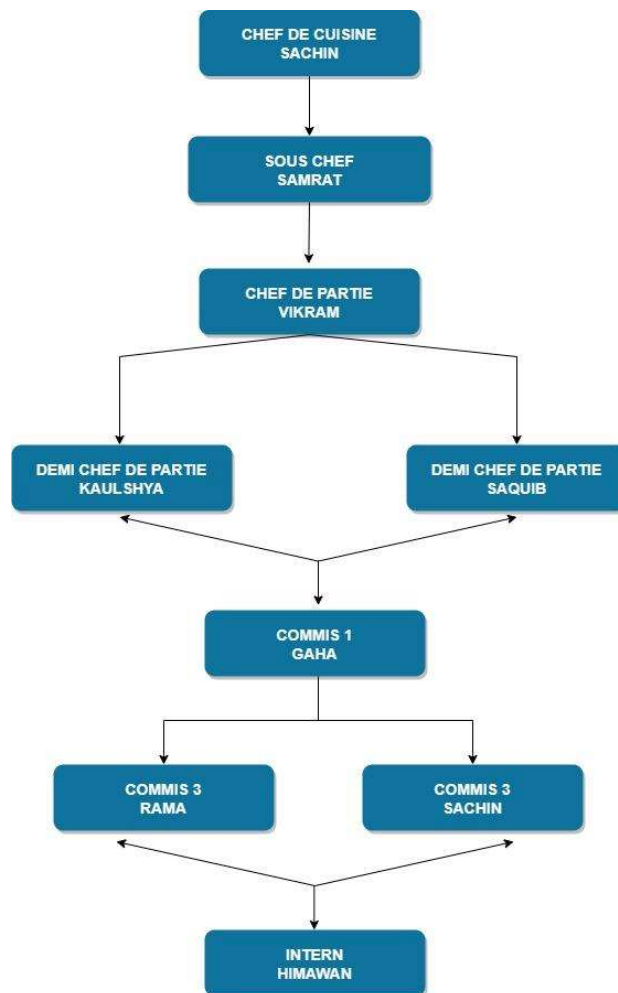 CHEF DE CUISINE
SACHIN
SOUS CHEF
SAMRAT
CHEF DE PARTIE
VIKRAM
DEMI CHEF DE PARTIE
KAULSHYA
DEMI CHEF DE PARTIE
SAQUIB
COMMIS 1
GAHA
COMMIS 3
RAMA
COMMIS 3
SACHIN
INTERN
HIMAWAN